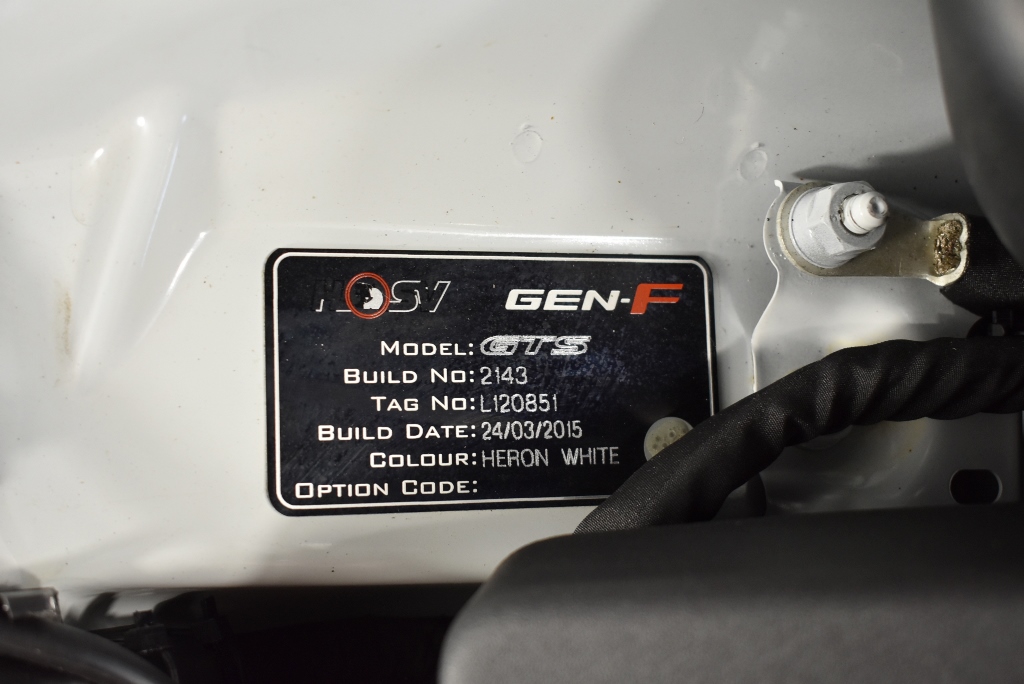 HSV GEN-F
MODEL: GTS
BUILD NO: 2143
TAG NO: L120851
BUILD DATE: 24/03/2015
COLOUR: HERON WHITE
OPTION CODE: